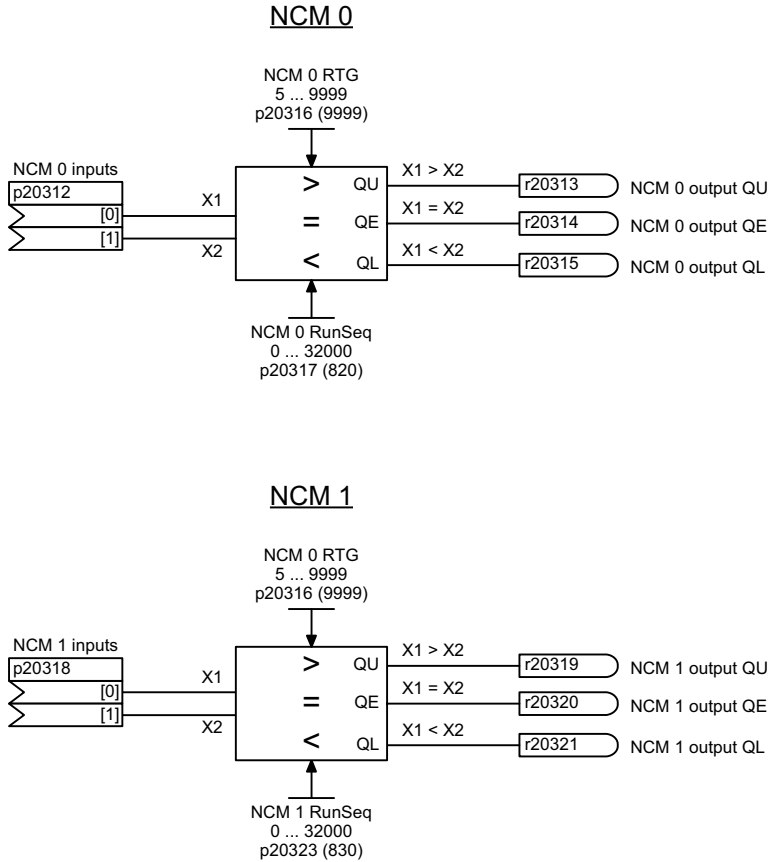 NCM 0
NCM 0 RTG
5 ... 9999
p20316 (9999)
NCM 0 inputs
p20312
[0]
[1]
X1
X2
> QU
= QE
< QL
X1 > X2
X1 = X2
X1 < X2
r20313
r20314
r20315
NCM 0 output QU
NCM 0 output QE
NCM 0 output QL
NCM 0 RunSeq
0 ... 32000
p20317 (820)
NCM 1
NCM 0 RTG
5 ... 9999
p20316 (9999)
NCM 1 inputs
p20318
[0]
[1]
X1
X2
> QU
= QE
< QL
X1 > X2
X1 = X2
X1 < X2
r20319
r20320
r20321
NCM 1 output QU
NCM 1 output QE
NCM 1 output QL
NCM 1 RunSeq
0 ... 32000
p20323 (830)